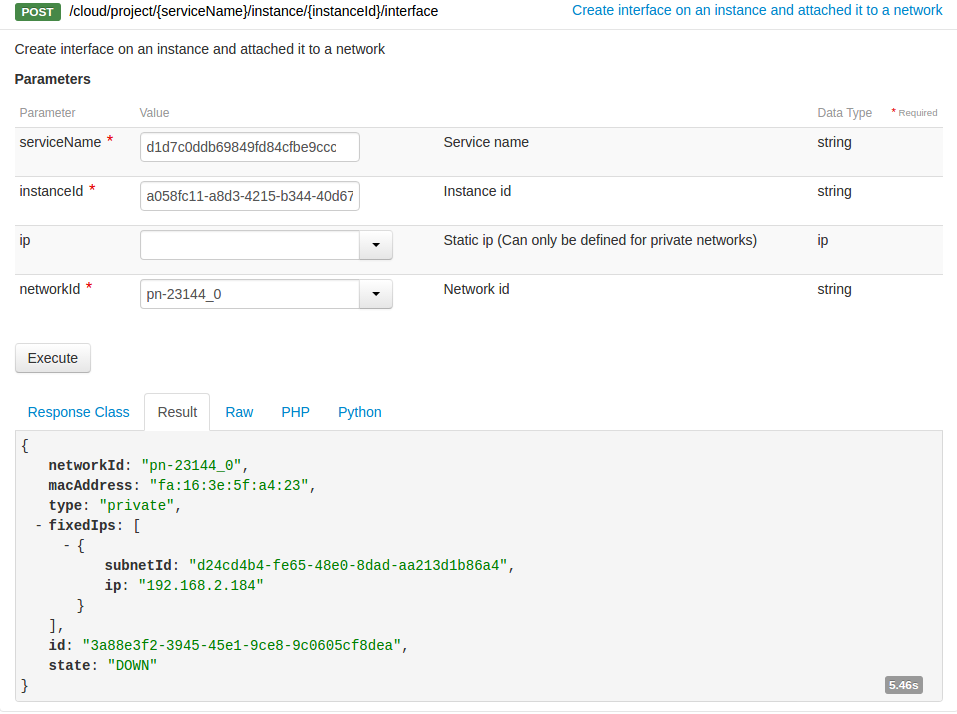 POST /cloud/project/{serviceName}/instance/{instanceId}/interface Create interface on an instance and attached it to a network
Create interface on an instance and attached it to a network
Parameters
Parameter Value Data Type * Required
serviceName * d1d7c0ddb69849fd84cfbe9ccc Service name string
instanceId * a058fc11-a8d3-4215-b344-40d67 Instance id string
ip Static ip (Can only be defined for private networks) ip
networkId * pn-23144_0 Network id string
Execute
Response Class Result Raw PHP Python
{
networkId: "pn-23144_0",
macAddress: "fa:16:3e:5f:a4:23",
type: "private",
- fixedIps: [
- {
subnetId: "d24cd4b4-fe65-48e0-8dad-aa213d1b86a4",
ip: "192.168.2.184"
}
],
id: "3a88e3f2-3945-45e1-9ce8-9c0605cf8dea",
state: "DOWN"
}
5.46s